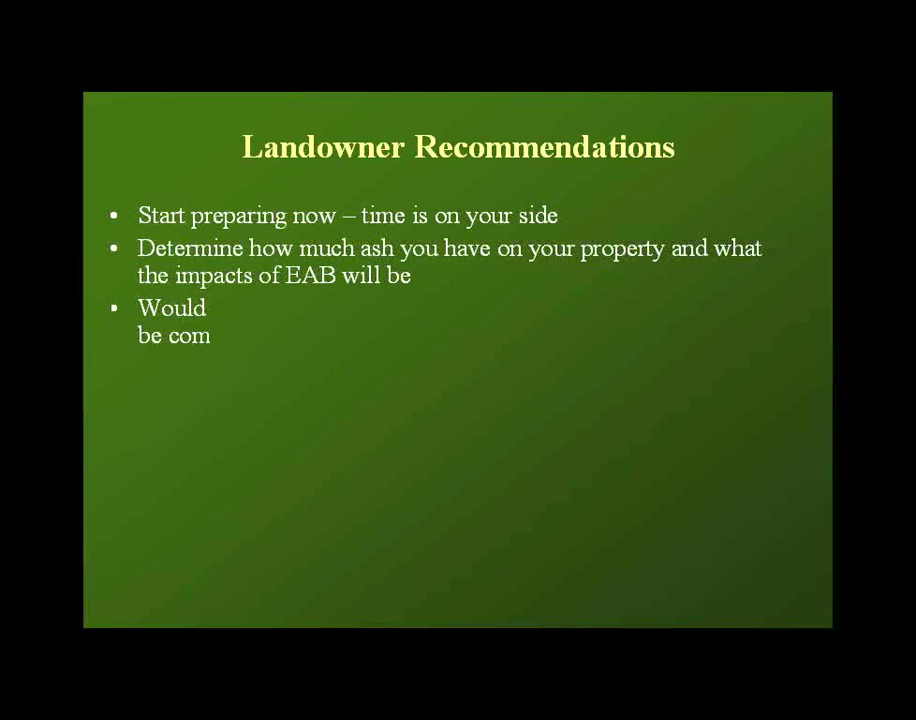 Landowner Recommendations
• Start preparing now – time is on your side
• Determine how much ash you have on your property and what
the impacts of EAB will be
• Would
be com